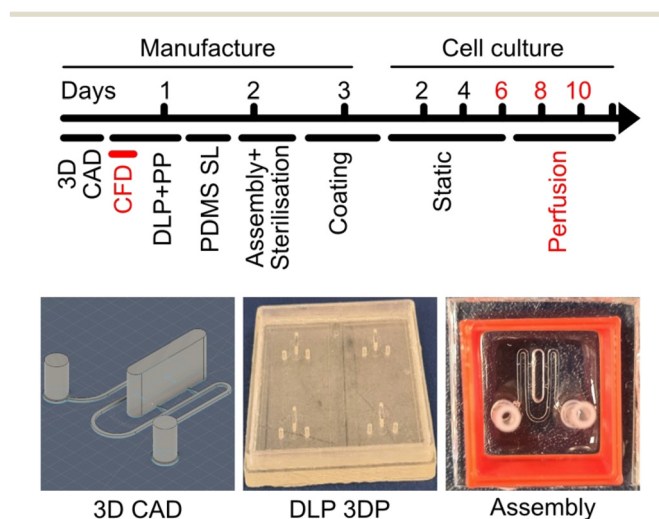 Manufacture
Cell culture
Days 1 2 3 2 4 6 8 10
3D
CAD
CFD
DLP+PP
PDMS SL
Assembly+
Sterilisation
Coating
Static
Perfusion
3D CAD
DLP 3DP
Assembly